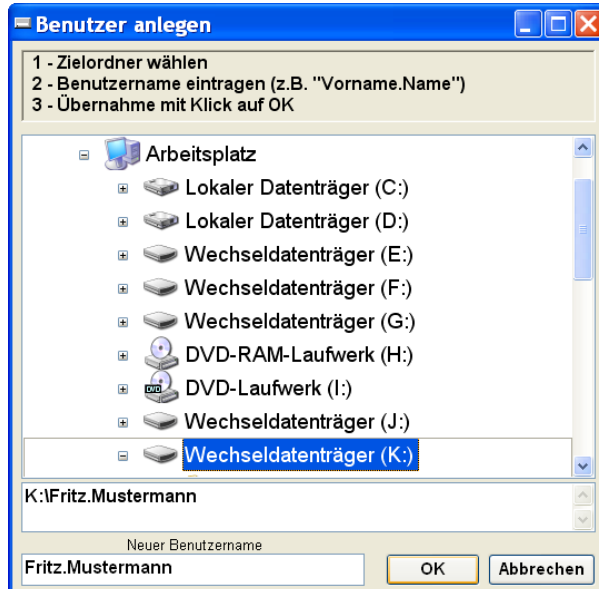 Benutzer anlegen
1 - Zielordner wählen
2 - Benutzername eintragen (z.B. "Vorname.Name")
3 - Übernahme mit Klick auf OK
Arbeitsplatz
Lokaler Datenträger (C:)
Lokaler Datenträger (D:)
Wechseldatenträger (E:)
Wechseldatenträger (F:)
Wechseldatenträger (G:)
DVD-RAM-Laufwerk (H:)
DVD-Laufwerk (I:)
Wechseldatenträger (J:)
Wechseldatenträger (K:)
K:\Fritz.Mustermann
Neuer Benutzername
Fritz.Mustermann OK Abbrechen